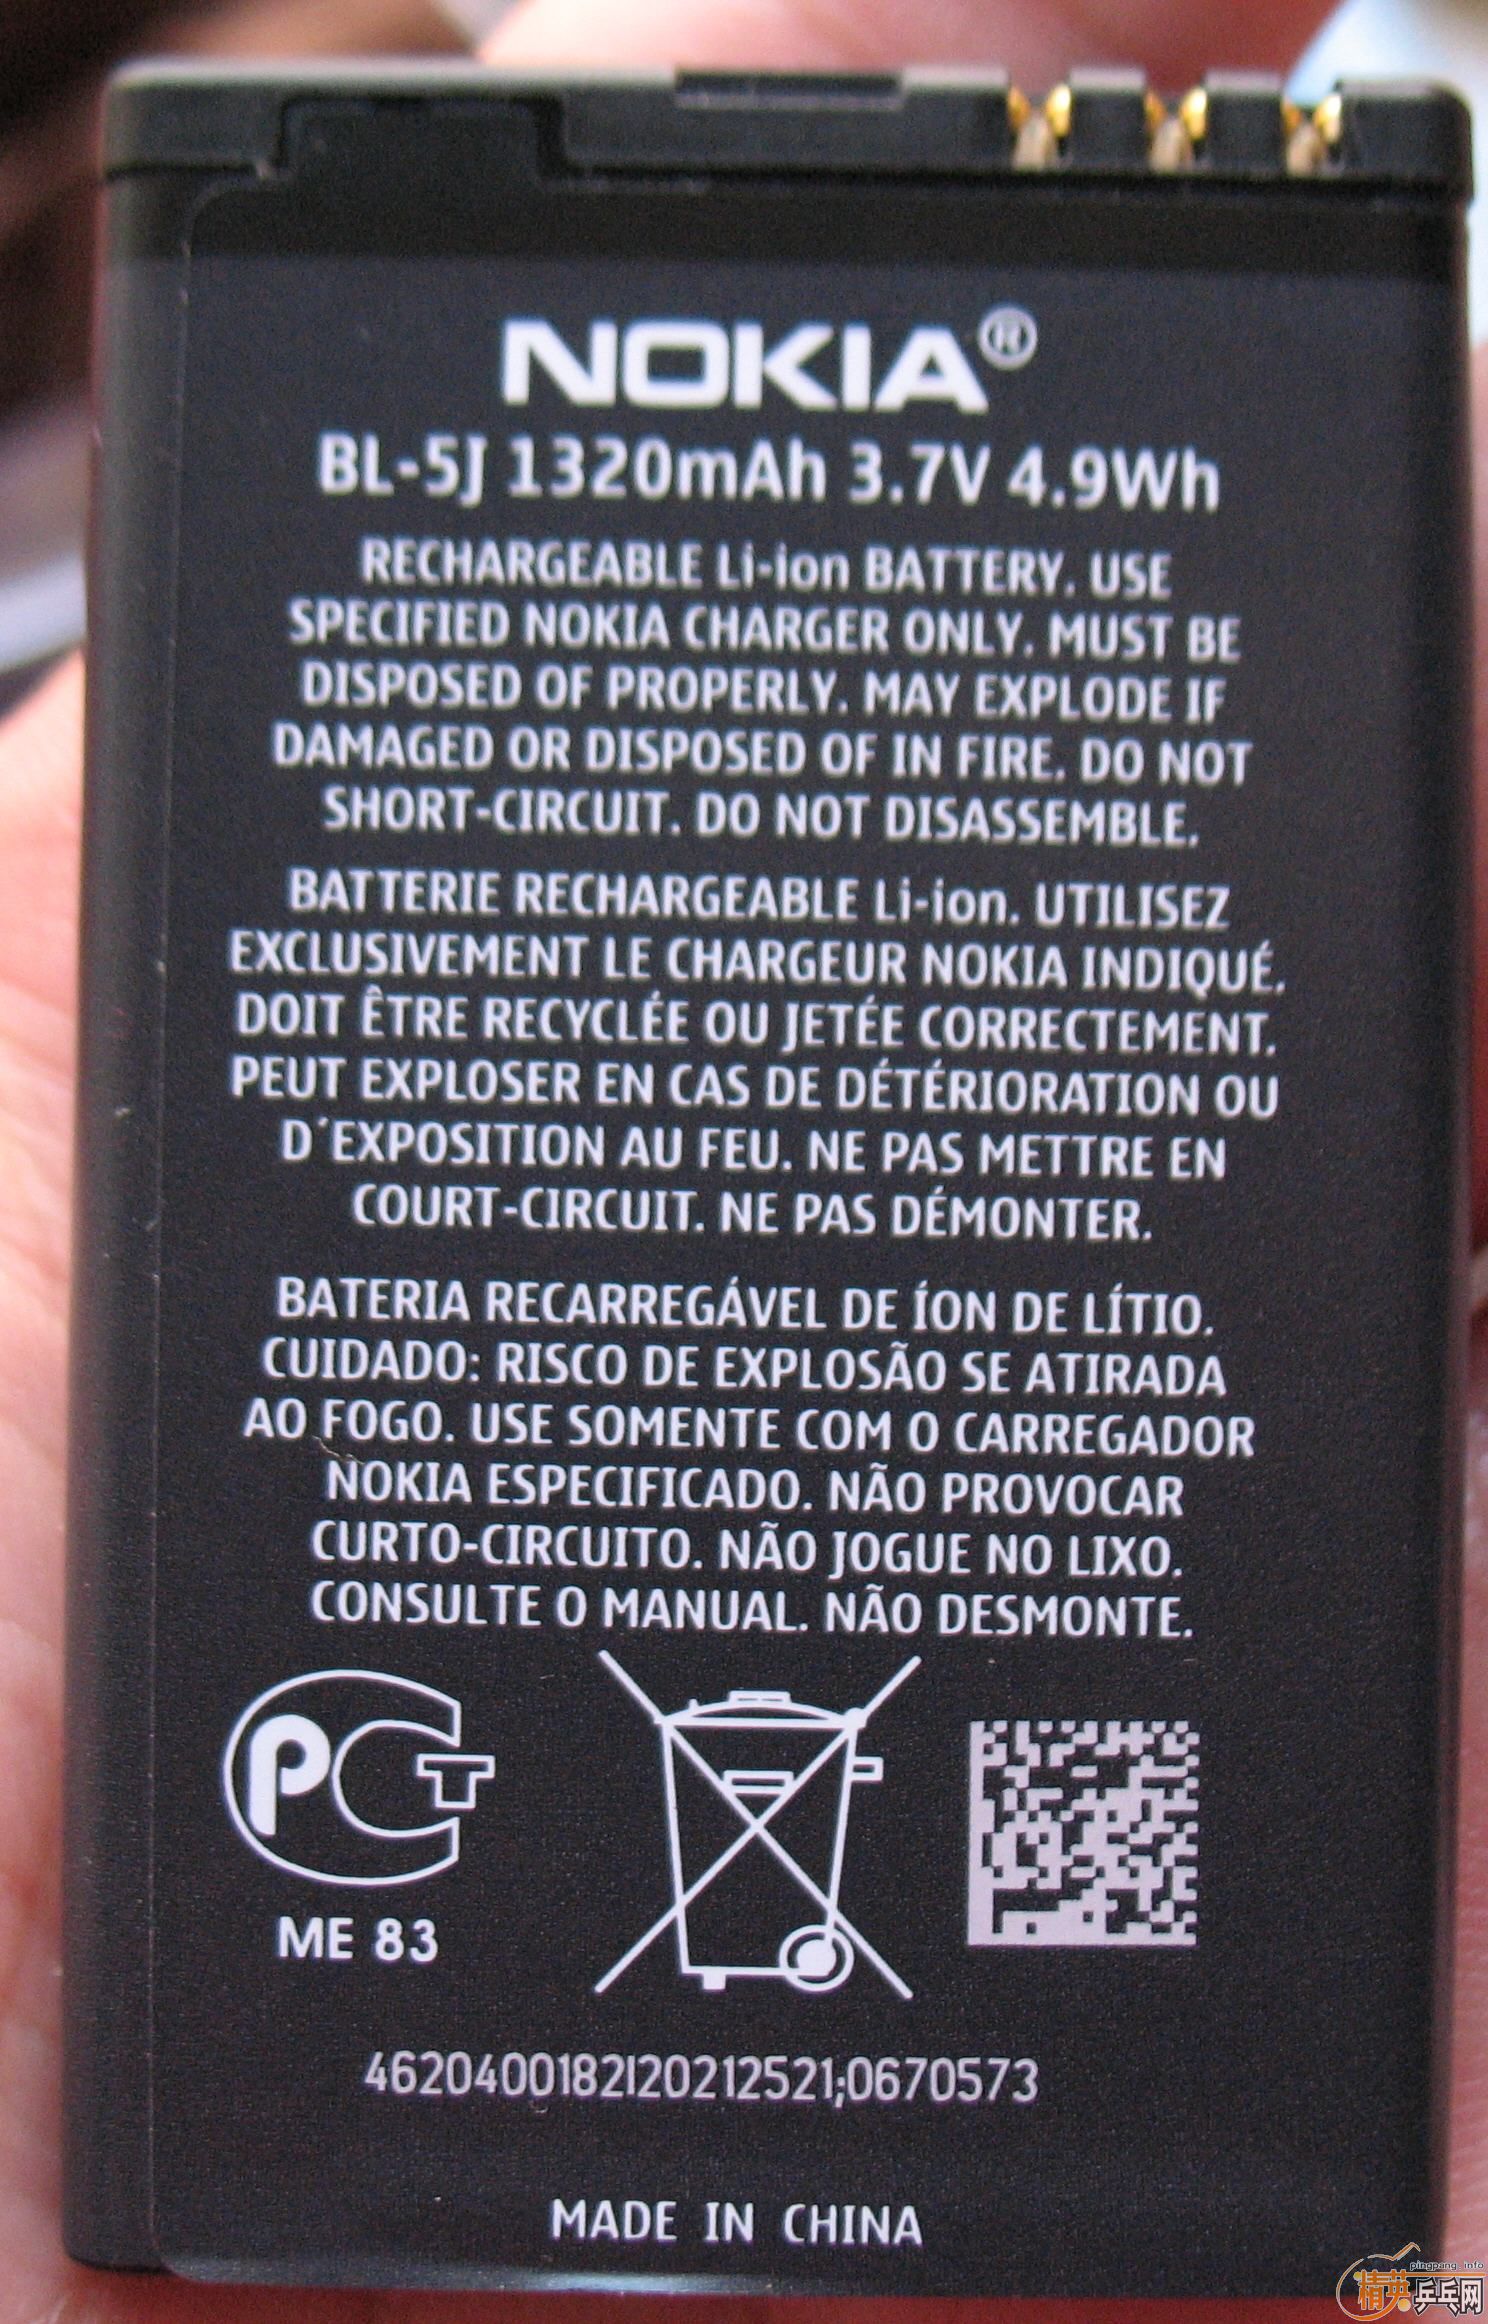 NOKIA®
BL-5J 1320mAh 3.7V 4.9Wh
RECHARGEABLE Li-ion BATTERY. USE
SPECIFIED NOKIA CHARGER ONLY. MUST BE
DISPOSED OF PROPERLY. MAY EXPLODE IF
DAMAGED OR DISPOSED OF IN FIRE. DO NOT
SHORT-CIRCUIT. DO NOT DISASSEMBLE.
BATTERIE RECHARGEABLE Li-ion. UTILISEZ
EXCLUSIVEMENT LE CHARGEUR NOKIA INDIQUÉ.
DOIT ÊTRE RECYCLÉE OU JETÉE CORRECTEMENT.
PEUT EXPLOSER EN CAS DE DÉTÉRIORATION OU
D´EXPOSITION AU FEU. NE PAS METTRE EN
COURT-CIRCUIT. NE PAS DÉMONTER.
BATERIA RECARREGÁVEL DE ÍON DE LÍTIO.
CUIDADO: RISCO DE EXPLOSÃO SE ATIRADA
AO FOGO. USE SOMENTE COM O CARREGADOR
NOKIA ESPECIFICADO. NÃO PROVOCAR
CURTO-CIRCUITO. NÃO JOGUE NO LIXO.
CONSULTE O MANUAL. NÃO DESMONTE.
PCT
ME 83
4620400182120212521;0670573
MADE IN CHINA
pingpang.info
精英乒乓网